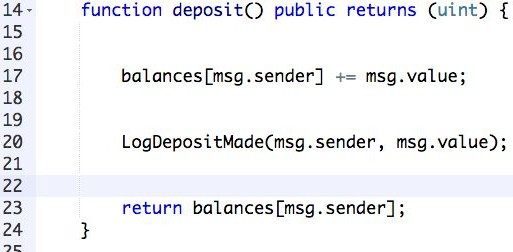 14 function deposit() public returns (uint) {
15
16
17 balances[msg.sender] += msg.value;
18
19
20 LogDepositMade(msg.sender, msg.value);
21
22
23 return balances[msg.sender];
24 }
25